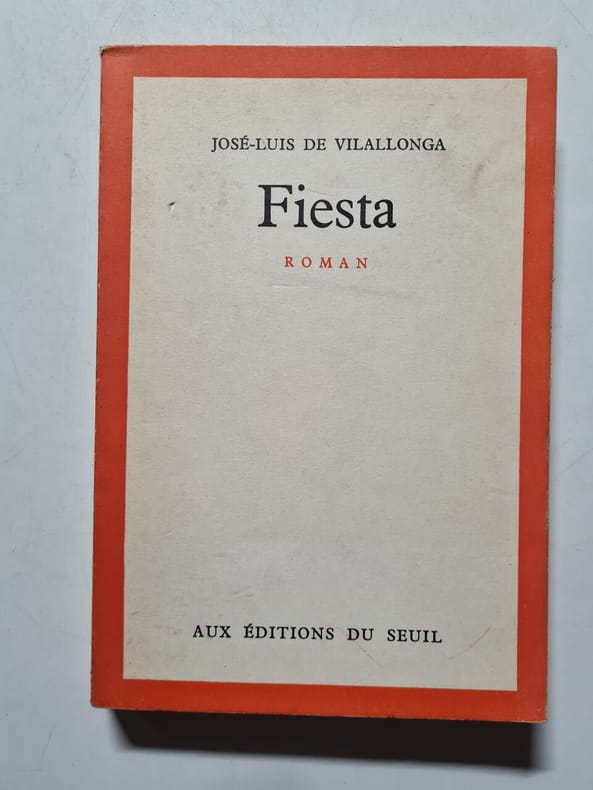 JOSÉ-LUIS DE VILALLONGA
Fiesta
ROMAN
AUX ÉDITIONS DU SEUIL